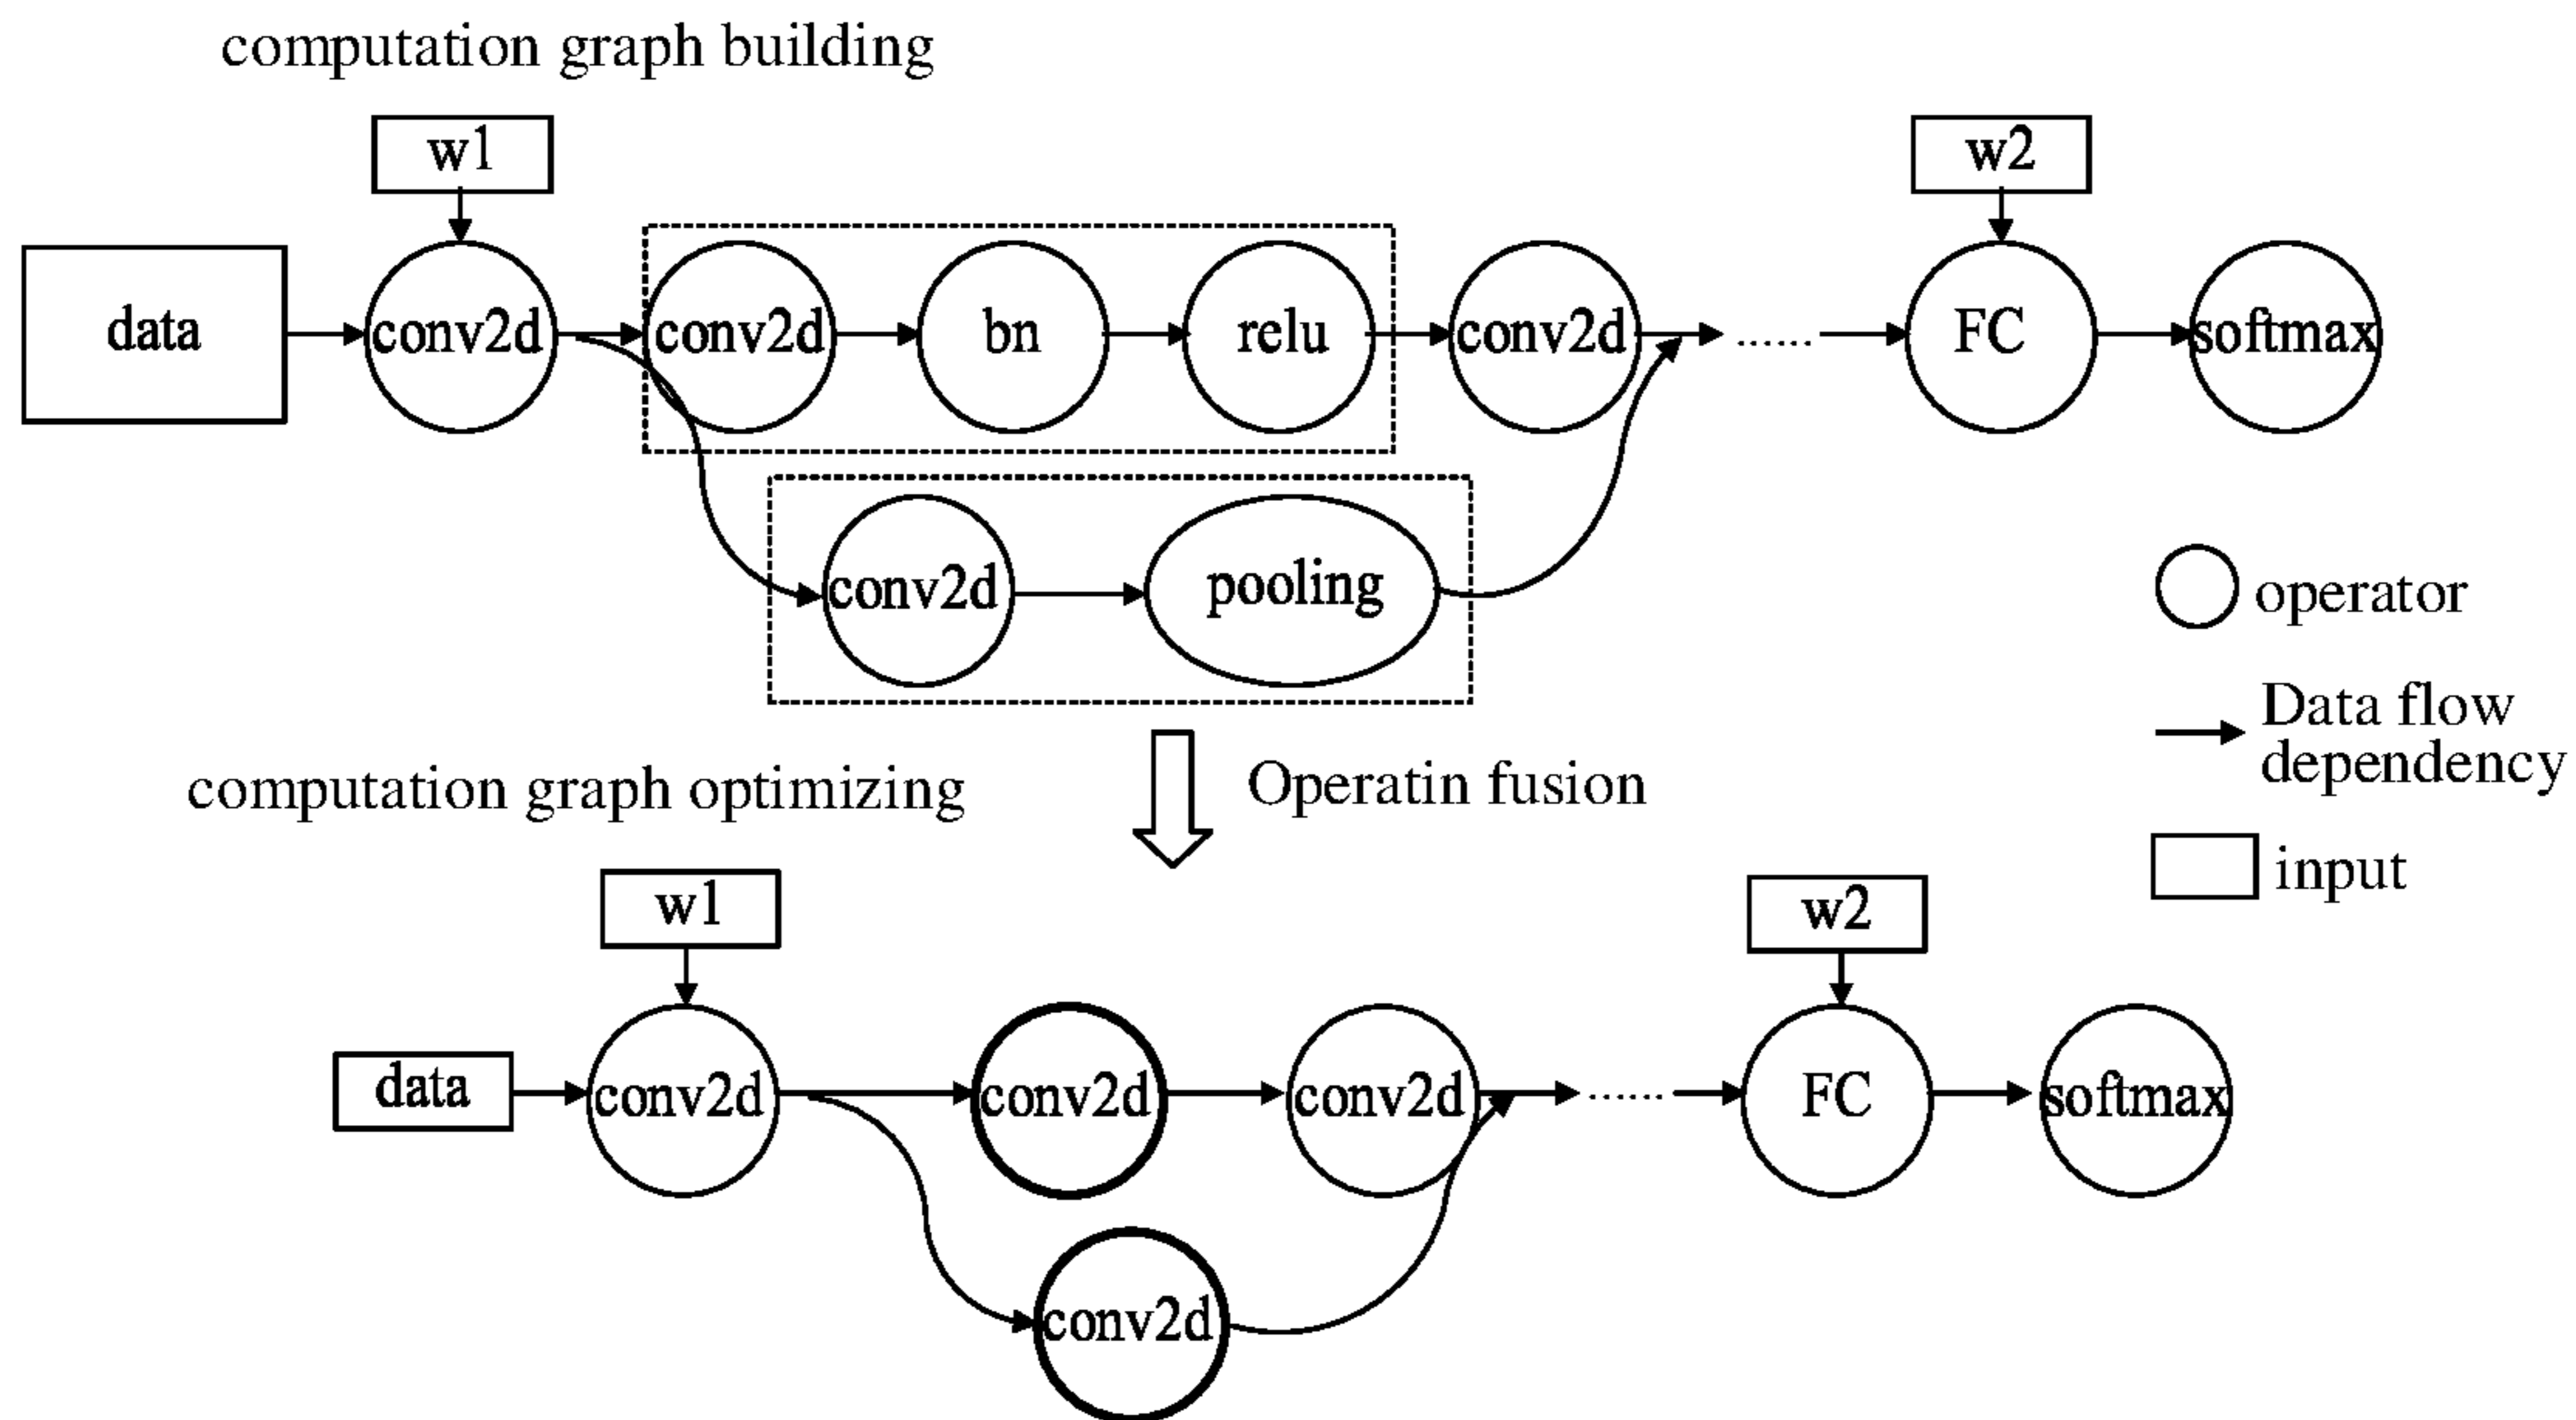 computation graph building
w1
w2
data
conv2d
conv2d
bn
relu
conv2d
......
FC
softmax
conv2d
pooling
operator
Data flow
dependency
input
computation graph optimizing
Operatin fusion
w1
w2
data
conv2d
conv2d
conv2d
......
FC
softmax
conv2d